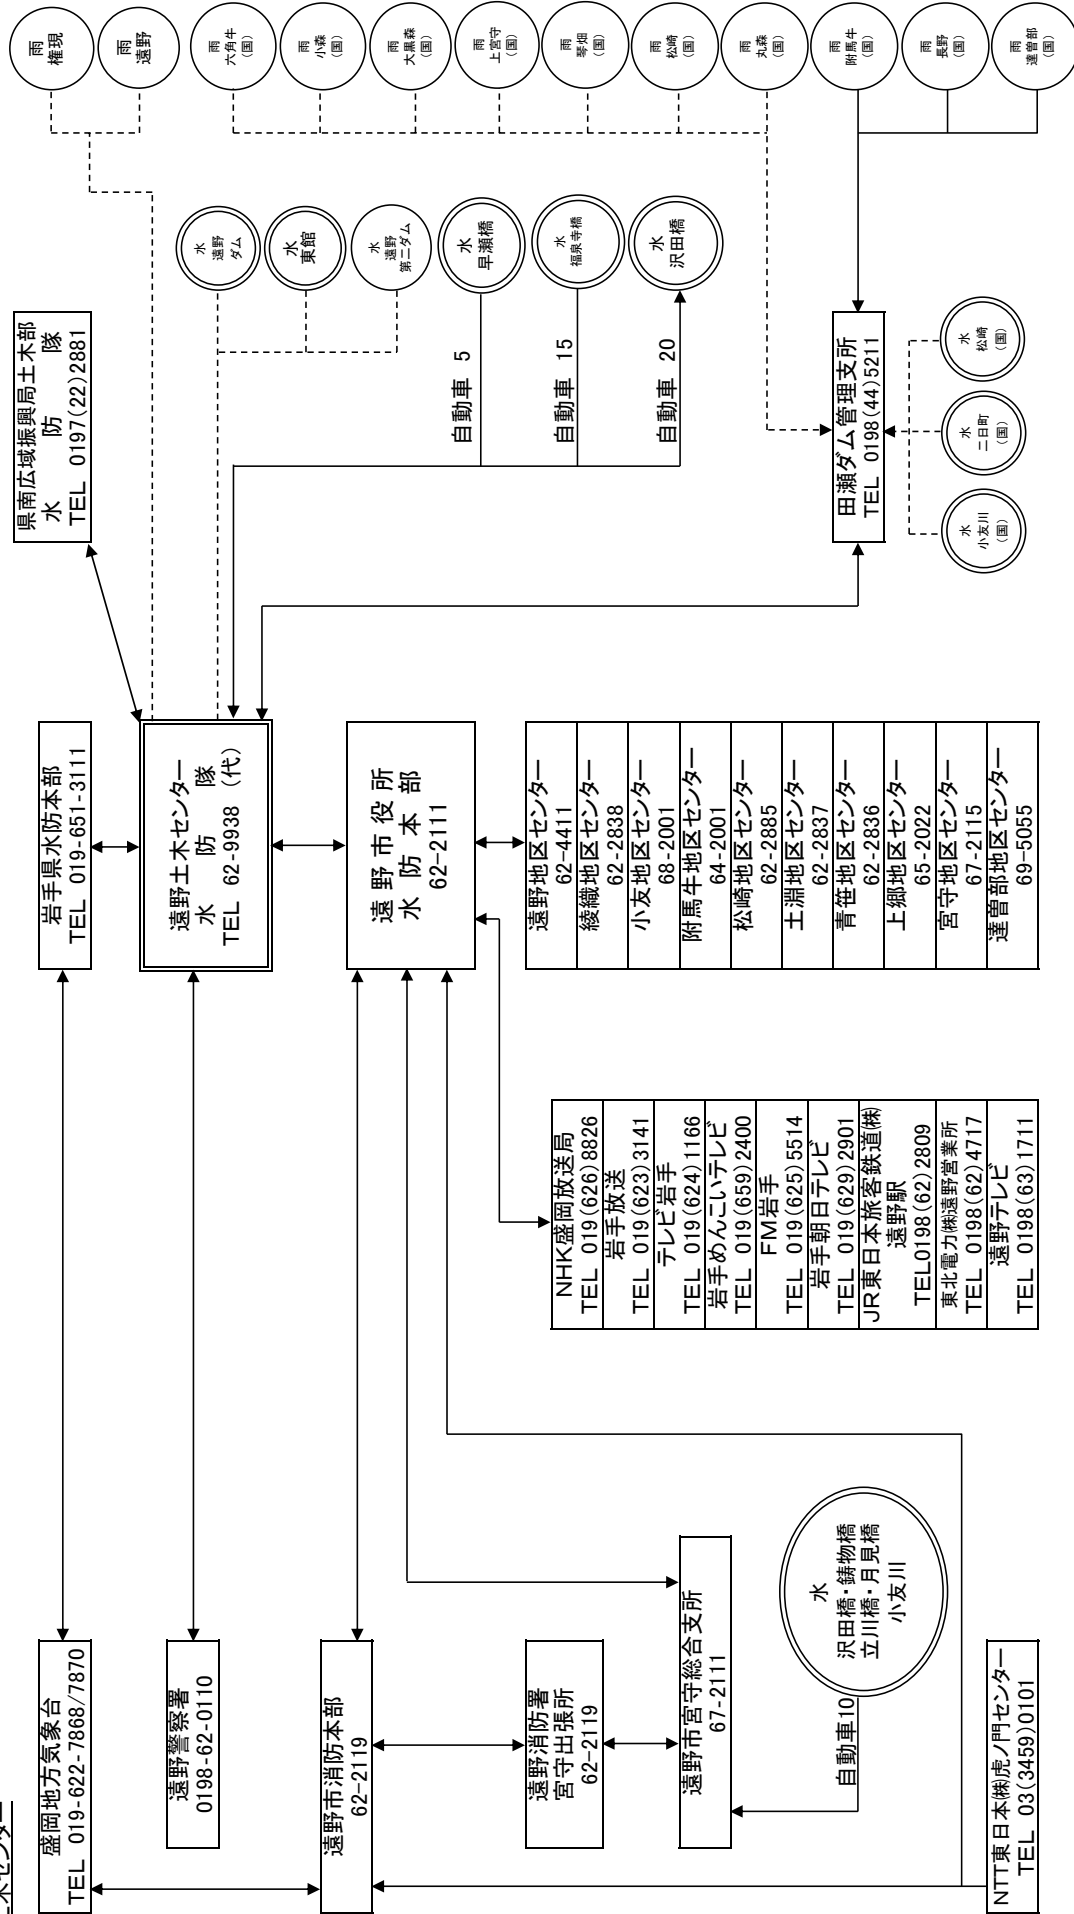 土木センター
盛岡地方気象台
TEL 019-622-7868/7870
遠野警察署
0198-62-0110
遠野市消防本部
62-2119
遠野消防署
宮守出張所
62-2119
遠野市宮守総合支所
67-2111
自動車10
水
沢田橋・鋳物橋
立川橋・月見橋
小友川
NTT東日本㈱虎ノ門センター
TEL 03(3459)0101
NHK盛岡放送局
TEL 019(626)8826
岩手放送
TEL 019(623)3141
テレビ岩手
TEL 019(624)1166
岩手めんこいテレビ
TEL 019(659)2400
FM岩手
TEL 019(625)5514
岩手朝日テレビ
TEL 019(629)2901
JR東日本旅客鉄道㈱
遠野駅
TEL0198(62)2809
東北電力㈱遠野営業所
TEL 0198(62)4717
遠野テレビ
TEL 0198(63)1711
岩手県水防本部
TEL 019-651-3111
遠野土木センター
水 防 隊
TEL 62-9938 (代)
遠野市役所
水防本部
62-2111
遠野地区センター
62-4411
綾織地区センター
62-2838
小友地区センター
68-2001
附馬牛地区センター
64-2001
松崎地区センター
62-2885
土淵地区センター
62-2837
青笹地区センター
62-2836
上郷地区センター
65-2022
宮守地区センター
67-2115
達曽部地区センター
69-5055
県南広域振興局土木部
水 防 隊
TEL 0197(22)2881
自動車 5
自動車 15
自動車 20
田瀬ダム管理支所
TEL 0198(44)5211
水
小友川
(国)
水
二日町
(国)
水
松崎
(国)
水
遠野
ダム
水
東館
水
遠野
第二ダム
水
早瀬橋
水
福泉寺橋
水
沢田橋
雨
権現
雨
遠野
雨
六角牛
(国)
雨
小森
(国)
雨
大黒森
(国)
雨
上宮守
(国)
雨
琴畑
(国)
雨
松崎
(国)
雨
丸森
(国)
雨
附馬牛
(国)
雨
長野
(国)
雨
達曽部
(国)